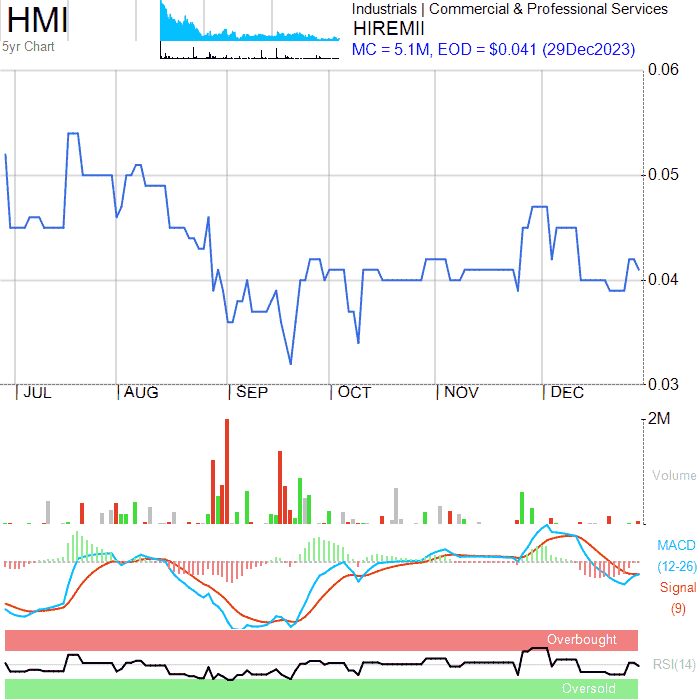 HMI
5yr Chart
Industrials | Commercial & Professional Services
HIREMII
MC = 5.1M, EOD = $0.041 (29Dec2023)
0.06
0.05
0.04
0.03
JUL AUG SEP OCT NOV DEC
2M
Volume
MACD
(12-26)
Signal
(9)
Overbought
RSI(14)
Oversold